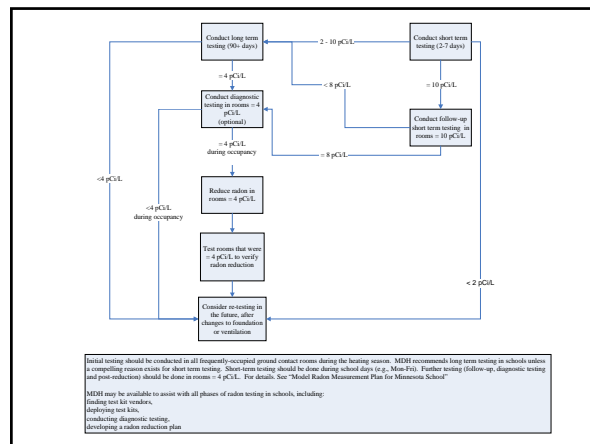 Conduct long term
testing (90+ days)
2 - 10 pCi/L
Conduct short term
testing (2-7 days)
= 4 pCi/L
< 8 pCi/L
= 10 pCi/L
Conduct diagnostic
testing in rooms = 4
pCi/L
(optional)
Conduct follow-up
short term testing in
rooms = 10 pCi/L
= 4 pCi/L
during occupancy
= 8 pCi/L
<4 pCi/L
Reduce radon in
rooms = 4 pCi/L
<4 pCi/L
during occupancy
Test rooms that were
= 4 pCi/L to verify
radon reduction
< 2 pCi/L
Consider re-testing in
the future, after
changes to foundation
or ventilation
Initial testing should be conducted in all frequently-occupied ground contact rooms during the heating season. MDH recommends long term testing in schools unless
a compelling reason exists for short term testing. Short-term testing should be done during school days (e.g., Mon-Fri). Further testing (follow-up, diagnostic testing
and post-reduction) should be done in rooms = 4 pCi/L. For details. See “Model Radon Measurement Plan for Minnesota School”
MDH may be available to assist with all phases of radon testing in schools, including:
finding test kit vendors,
deploying test kits,
conducting diagnostic testing,
developing a radon reduction plan